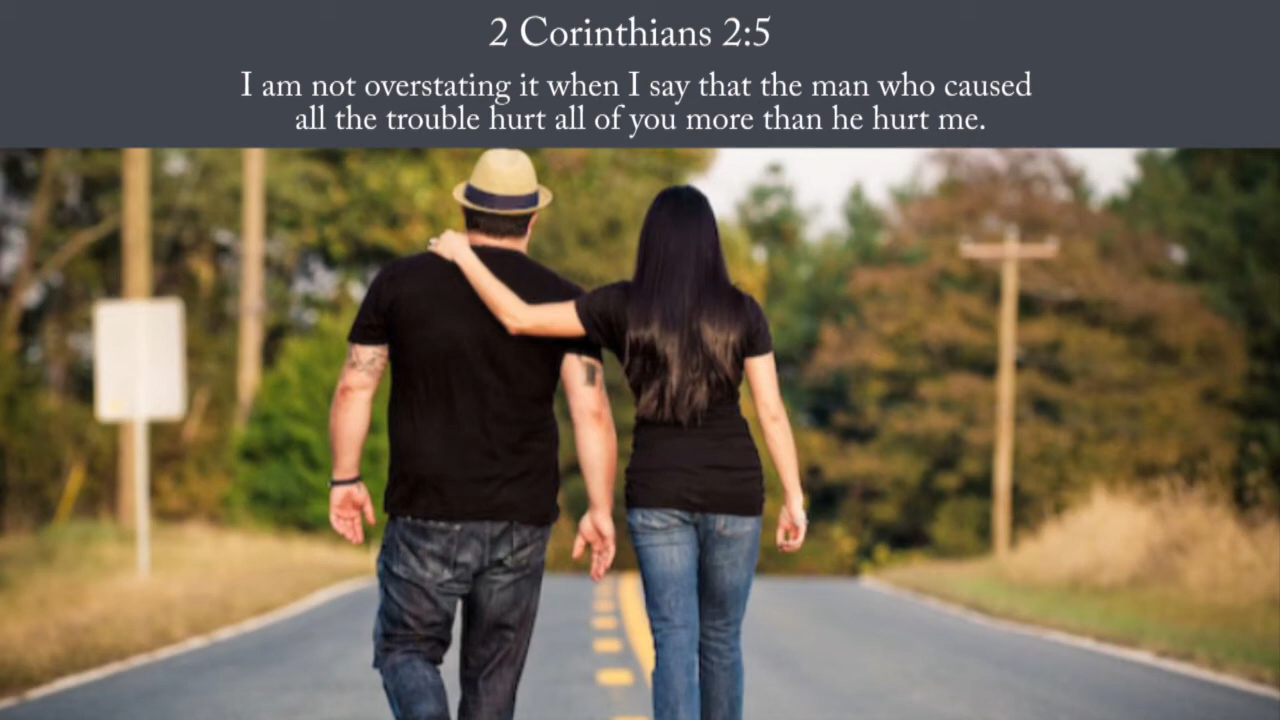 2 Corinthians 2:5
I am not overstating it when I say that the man who caused
all the trouble hurt all of you more than he hurt me.